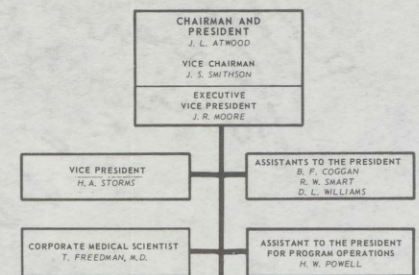 CHAIRMAN AND
PRESIDENT
J. L. ATWOOD
VICE CHAIRMAN
J. S. SMITHSON
EXECUTIVE
VICE PRESIDENT
J. R. MOORE
VICE PRESIDENT
H. A. STORMS
ASSISTANTS TO THE PRESIDENT
B. F. COGGAN
R. W. SMART
D. L. WILLIAMS
CORPORATE MEDICAL SCIENTIST
T. FREEDMAN, M.D.
ASSISTANT TO THE PRESIDENT
FOR PROGRAM OPERATIONS
H. W. POWELL